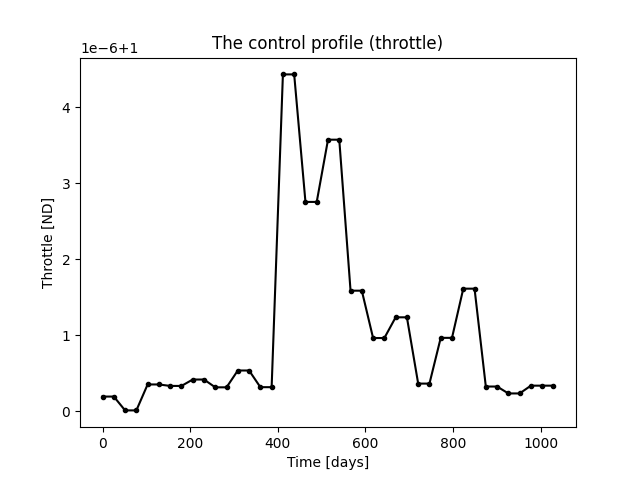 The control profile (throttle)
1e−6+1
4
3
2
1
0
Throttle [ND]
0 200 400 600 800 1000
Time [days]